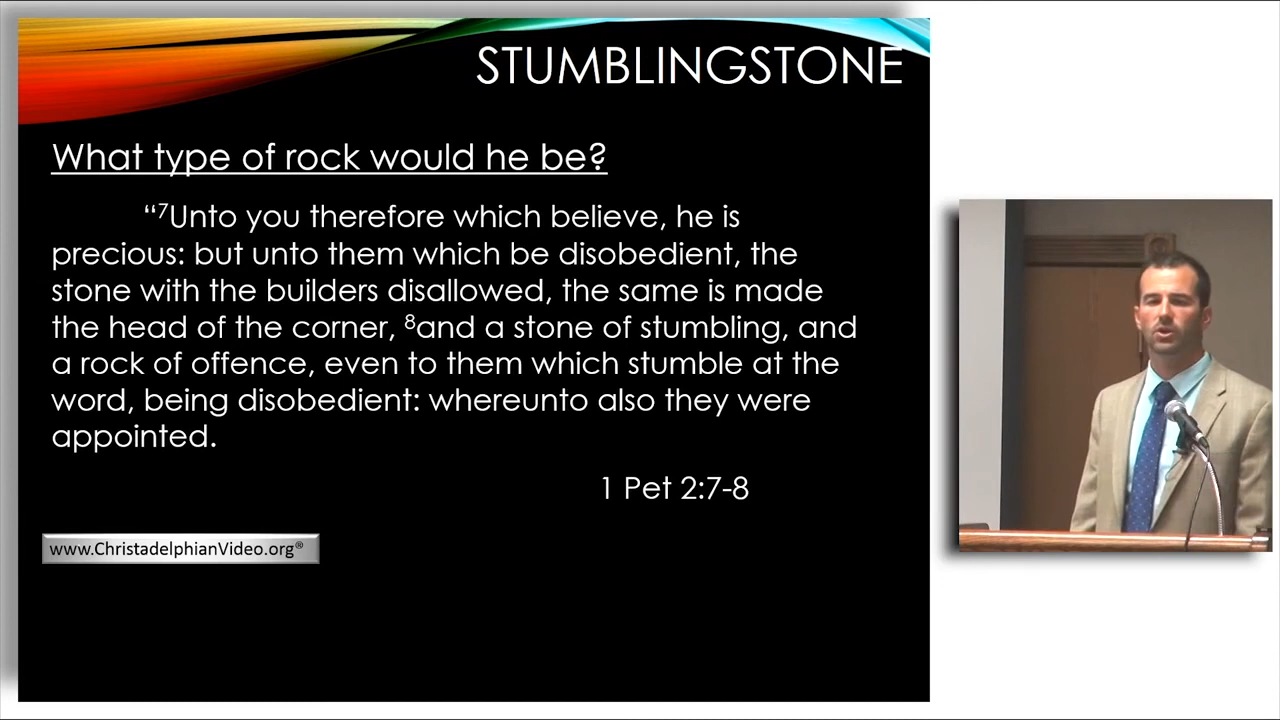 STUMBLINGSTONE
What type of rock would he be?
“⁷Unto you therefore which believe, he is
precious: but unto them which be disobedient, the
stone with the builders disallowed, the same is made
the head of the corner, ⁸and a stone of stumbling, and
a rock of offence, even to them which stumble at the
word, being disobedient: whereunto also they were
appointed.
1 Pet 2:7-8
www.ChristadelphianVideo.org®